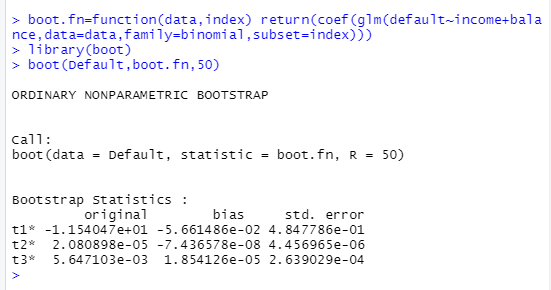 > boot.fn=function(data,index) return(coef(glm(default~income+bala
nce,data=data,family=binomial,subset=index)))
> library(boot)
> boot(Default,boot.fn,50)
ORDINARY NONPARAMETRIC BOOTSTRAP
Call:
boot(data = Default, statistic = boot.fn, R = 50)
Bootstrap Statistics :
original bias std. error
t1* -1.154047e+01 -5.661486e-02 4.847786e-01
t2* 2.080898e-05 -7.436578e-08 4.456965e-06
t3* 5.647103e-03 1.854126e-05 2.639029e-04
>